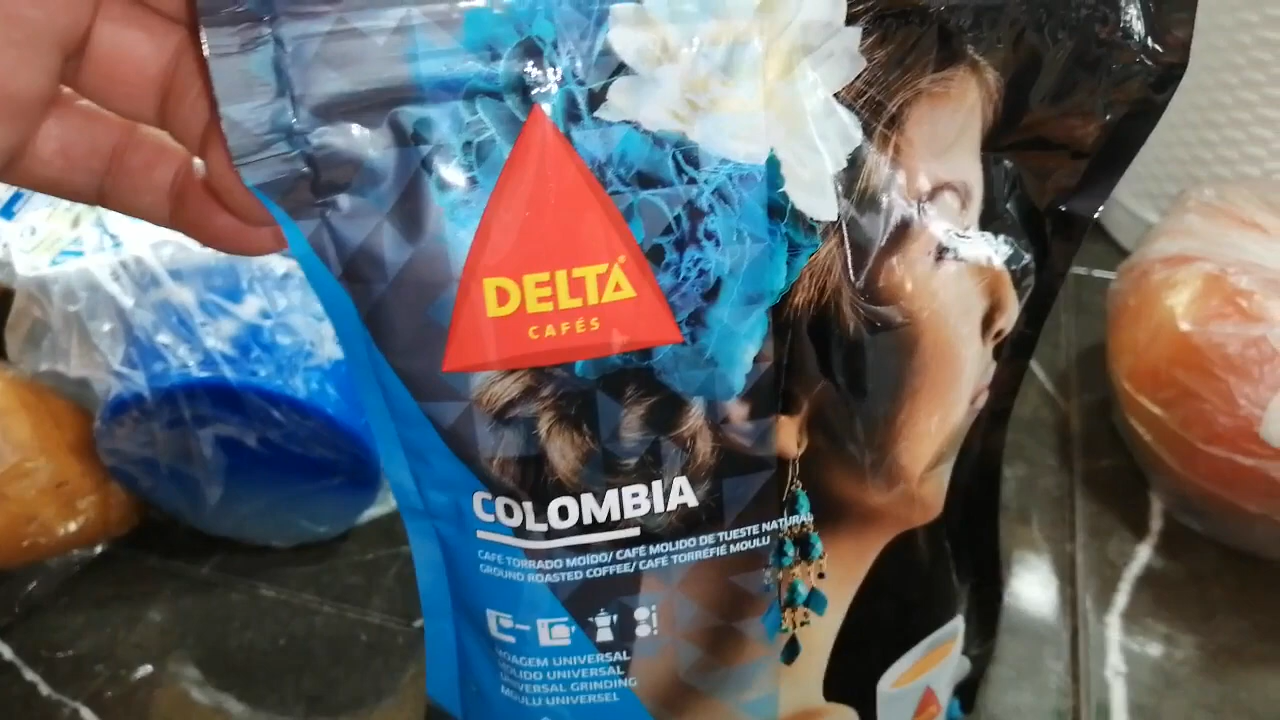 DELTA
CAFÉS
COLOMBIA
CAFÉ TORRADO MOÍDO/ CAFÉ MOLIDO DE TUESTE NATURAL
GROUND ROASTED COFFEE/ CAFÉ TORRÉFIÉ MOULU
MOAGEM UNIVERSAL
MOLIDO UNIVERSAL
UNIVERSAL GRINDING
MOULU UNIVERSEL